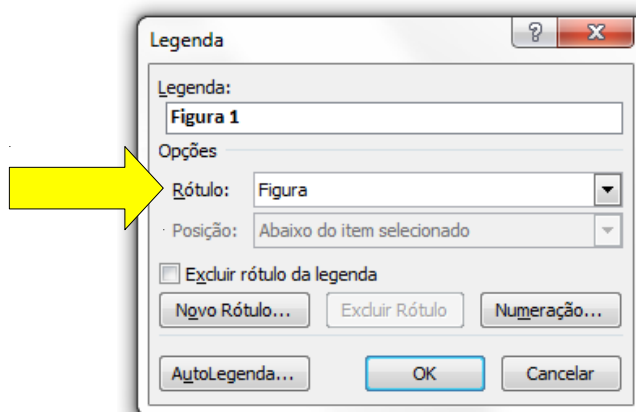 Legenda
Legenda:
Figura 1
Opções
Rótulo: Figura
Posição: Abaixo do item selecionado
Excluir rótulo da legenda
Novo Rótulo... Excluir Rótulo Numeração...
AutoLegenda... OK Cancelar